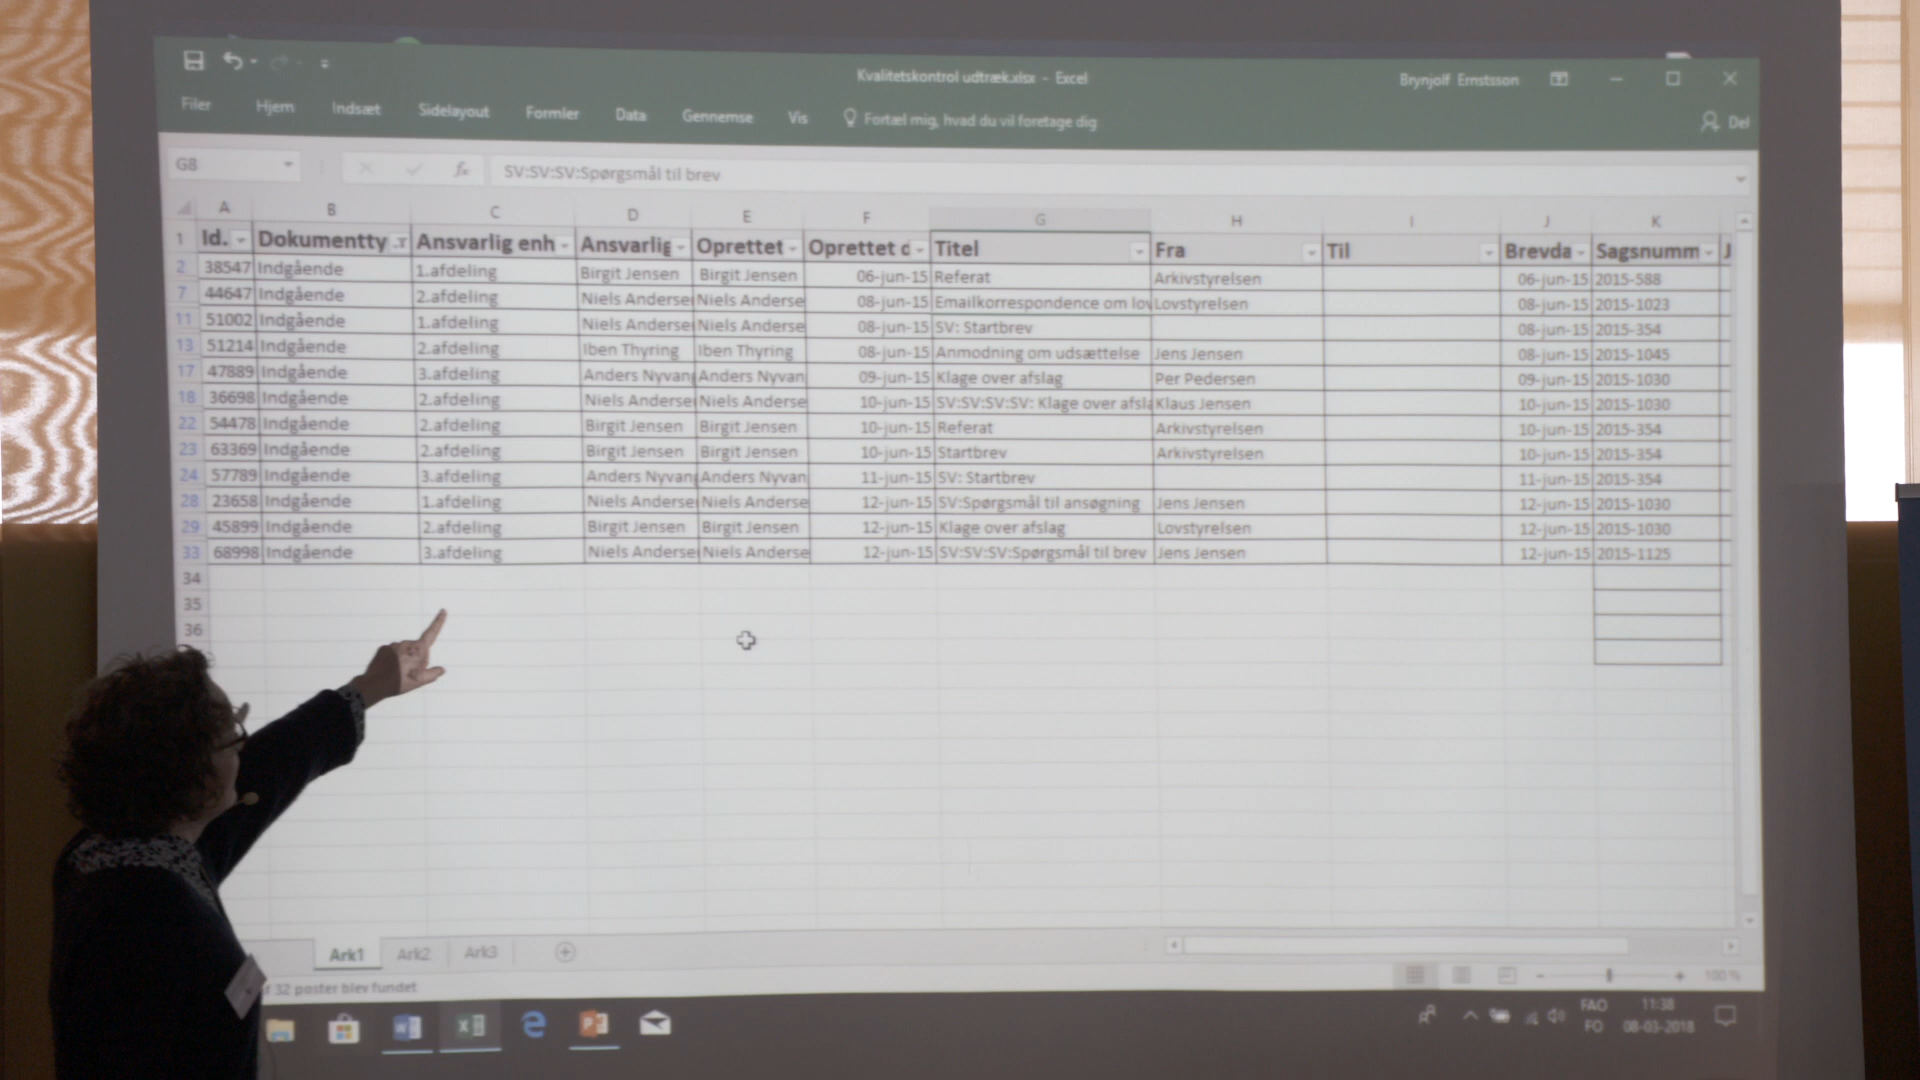 Kvalitetskontrol udtræk.xlsx - Excel
Brynjolf Ernstsson
Filer Hjem Indsæt Sidelayout Formler Data Gennemse Vis Fortæl mig, hvad du vil foretage dig Del
G8 fx SV:SV:SV:Spørgsmål til brev
A B C D E F G H I J K
1 Id. Dokumentty Ansvarlig enh Ansvarlig Oprettet Oprettet d Titel Fra Til Brevda Sagsnumm J
2 38547 Indgående 1.afdeling Birgit Jensen Birgit Jensen 06-jun-15 Referat Arkivstyrelsen 06-jun-15 2015-588
7 44647 Indgående 2.afdeling Niels Anderse Niels Anderse 08-jun-15 Emailkorrespondence om lov Lovstyrelsen 08-jun-15 2015-1023
11 51002 Indgående 1.afdeling Niels Anderse Niels Anderse 08-jun-15 SV: Startbrev 08-jun-15 2015-354
13 51214 Indgående 2.afdeling Iben Thyring Iben Thyring 08-jun-15 Anmodning om udsættelse Jens Jensen 08-jun-15 2015-1045
17 47889 Indgående 3.afdeling Anders Nyvan Anders Nyvan 09-jun-15 Klage over afslag Per Pedersen 09-jun-15 2015-1030
18 36698 Indgående 2.afdeling Niels Anderse Niels Anderse 10-jun-15 SV:SV:SV:SV: Klage over afsla Klaus Jensen 10-jun-15 2015-1030
22 54478 Indgående 2.afdeling Birgit Jensen Birgit Jensen 10-jun-15 Referat Arkivstyrelsen 10-jun-15 2015-354
23 63369 Indgående 2.afdeling Birgit Jensen Birgit Jensen 10-jun-15 Startbrev Arkivstyrelsen 10-jun-15 2015-354
24 57789 Indgående 3.afdeling Anders Nyvan Anders Nyvan 11-jun-15 SV: Startbrev 11-jun-15 2015-354
28 23658 Indgående 1.afdeling Niels Anderse Niels Anderse 12-jun-15 SV:Spørgsmål til ansøgning Jens Jensen 12-jun-15 2015-1030
29 45899 Indgående 2.afdeling Birgit Jensen Birgit Jensen 12-jun-15 Klage over afslag Lovstyrelsen 12-jun-15 2015-1030
33 68998 Indgående 3.afdeling Niels Anderse Niels Anderse 12-jun-15 SV:SV:SV:Spørgsmål til brev Jens Jensen 12-jun-15 2015-1125
34
35
36
Ark1 Ark2 Ark3
32 poster blev fundet 100 %
FAO 11:38
FO 08-03-2018